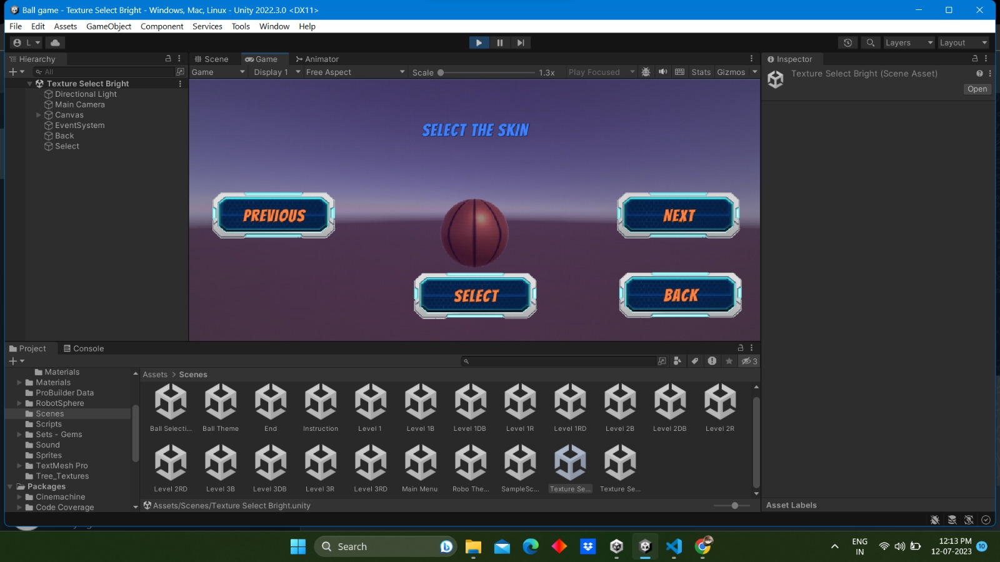 Ball game - Texture Select Bright - Windows, Mac, Linux - Unity 2022.3.0 <DX11>
File Edit Assets GameObject Component Services Tools Window Help
L Layers Layout
Hierarchy
All
Texture Select Bright
Directional Light
Main Camera
Canvas
EventSystem
Back
Select
Scene Game Animator
Game Display 1 Free Aspect Scale 1.3x Play Focused Stats Gizmos
SELECT THE SKIN
PREVIOUS
NEXT
SELECT
BACK
Inspector
Texture Select Bright (Scene Asset)
Open
Project Console
3
Materials
Materials
ProBuilder Data
RobotSphere
Scenes
Scripts
Sets - Gems
Sound
Sprites
TextMesh Pro
Tree_Textures
Packages
Cinemachine
Code Coverage
Assets > Scenes
Ball Selecti... Ball Theme End Instruction Level 1 Level 1B Level 1DB Level 1R Level 1RD Level 2B Level 2DB Level 2R
Level 2RD Level 3B Level 3DB Level 3R Level 3RD Main Menu Robo The... SampleSc... Texture Se... Texture Se...
Assets/Scenes/Texture Select Bright.unity
Asset Labels
Search
ENG
IN
12:13 PM
12-07-2023
10